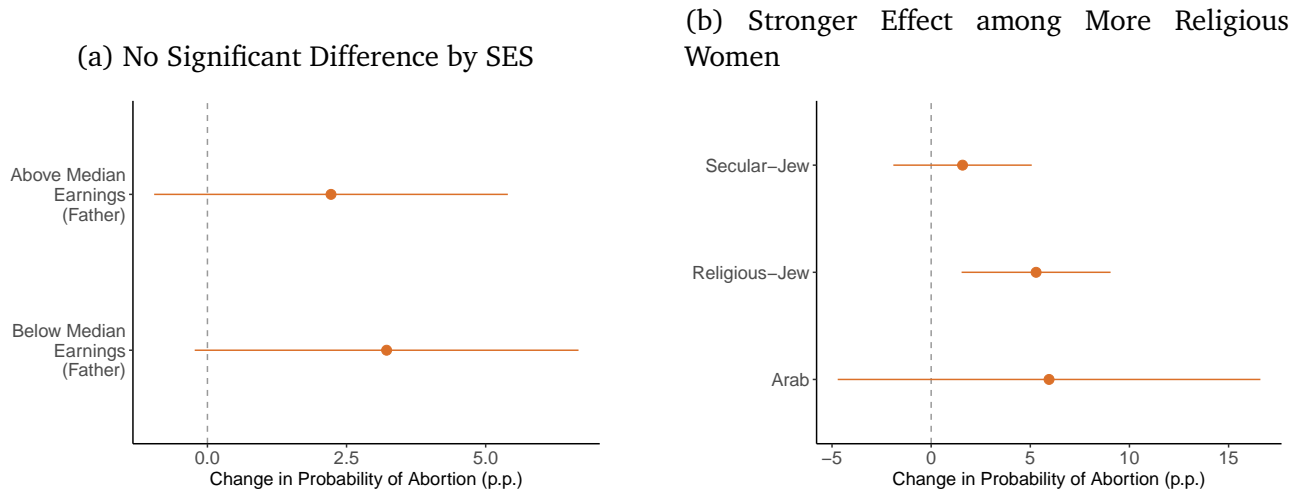 (a) No Significant Difference by SES
Above Median
Earnings
(Father)
Below Median
Earnings
(Father)
0.0 2.5 5.0
Change in Probability of Abortion (p.p.)
(b) Stronger Effect among More Religious
Women
Secular−Jew
Religious−Jew
Arab
−5 0 5 10 15
Change in Probability of Abortion (p.p.)